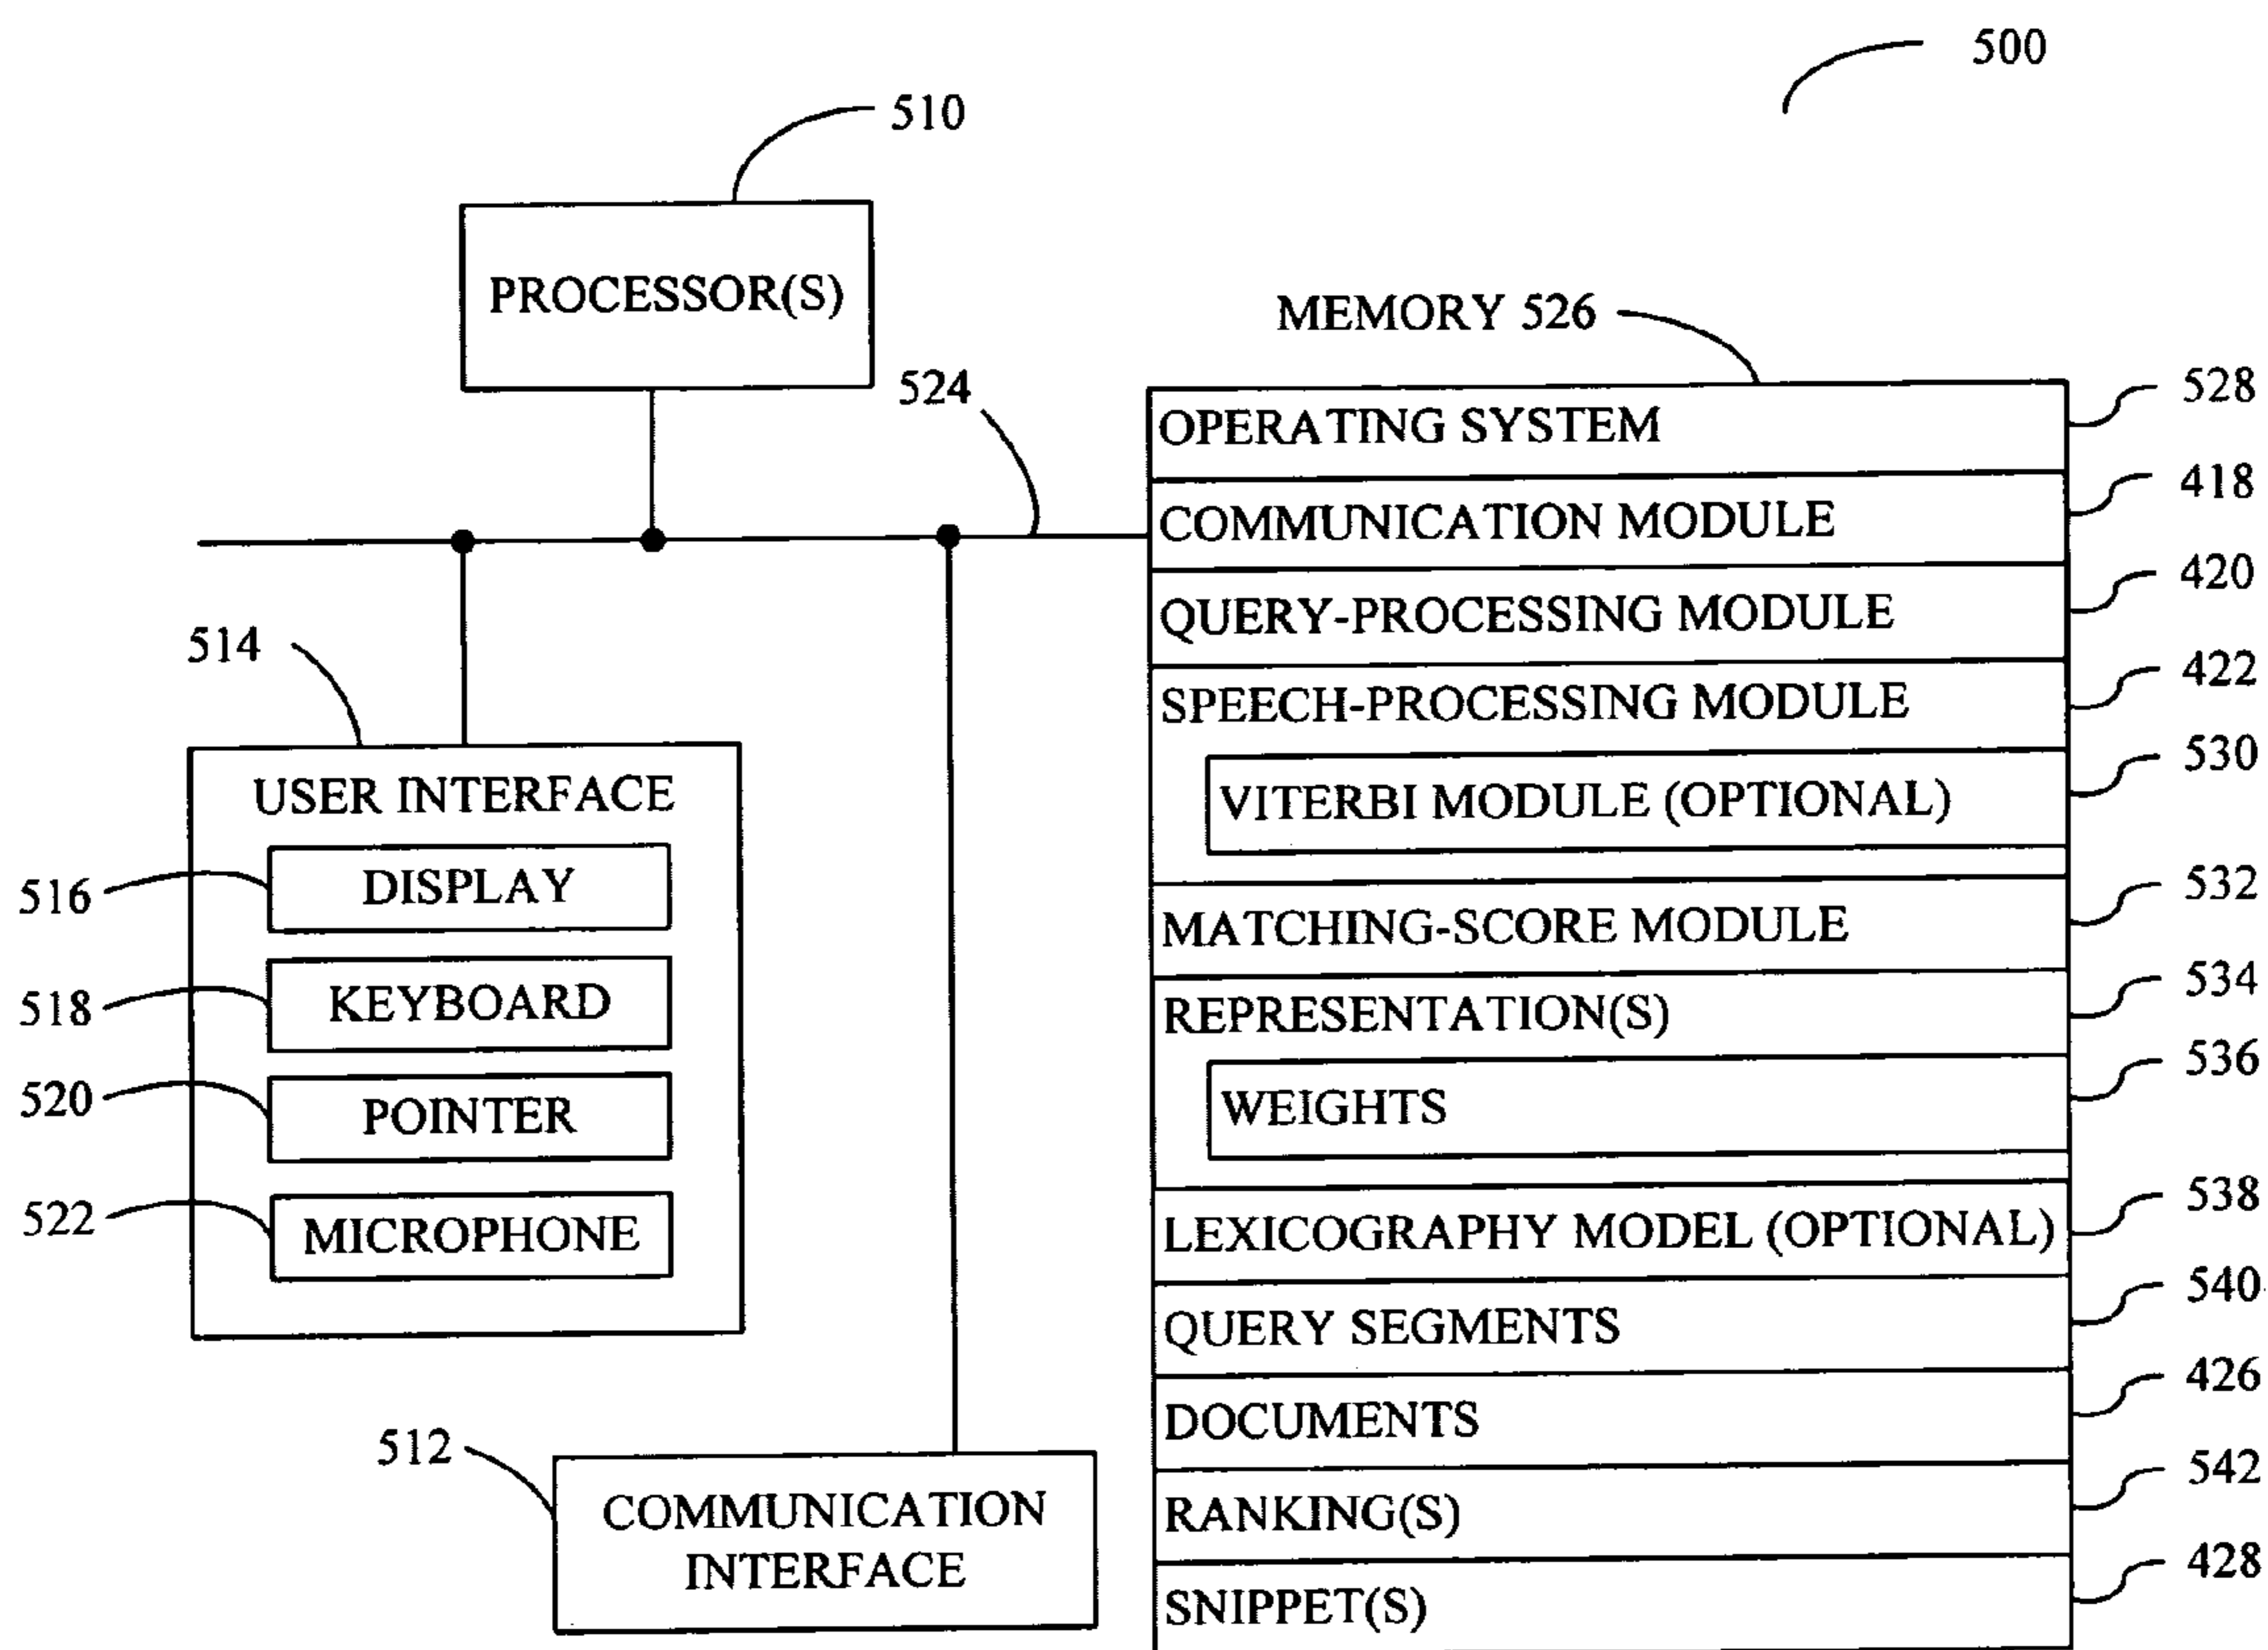 500
510
PROCESSOR(S)
MEMORY 526
524
OPERATING SYSTEM
528
COMMUNICATION MODULE
418
QUERY-PROCESSING MODULE
420
SPEECH-PROCESSING MODULE
422
VITERBI MODULE (OPTIONAL)
530
MATCHING-SCORE MODULE
532
REPRESENTATION(S)
534
WEIGHTS
536
LEXICOGRAPHY MODEL (OPTIONAL)
538
QUERY SEGMENTS
540
DOCUMENTS
426
RANKING(S)
542
SNIPPET(S)
428
514
USER INTERFACE
516
DISPLAY
518
KEYBOARD
520
POINTER
522
MICROPHONE
512
COMMUNICATION
INTERFACE